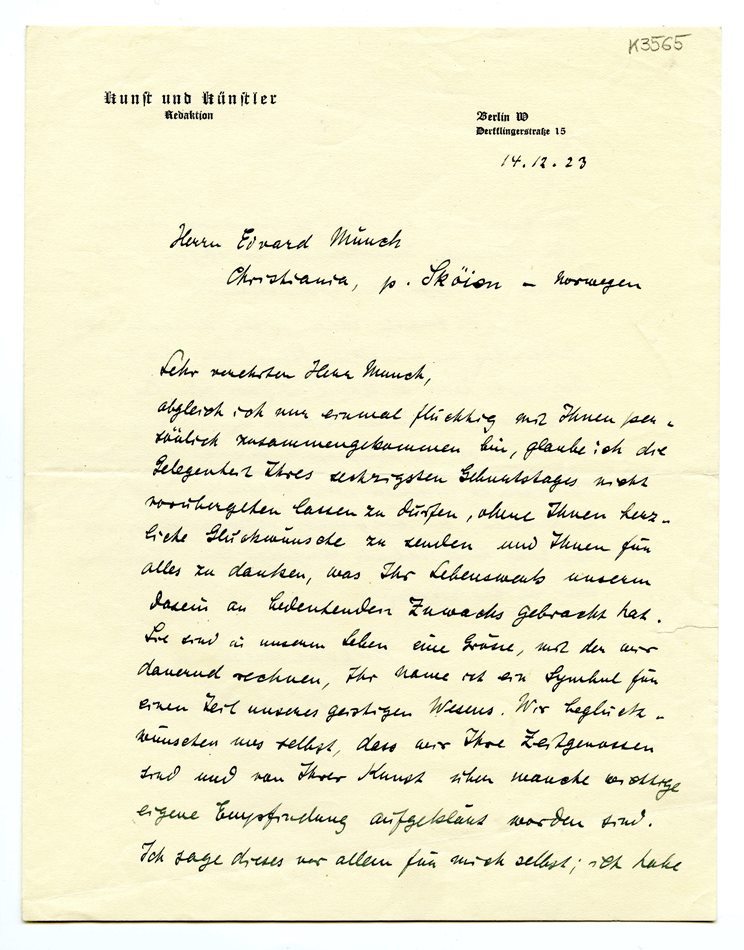 K3565
Kunst und Künstler
Redaktion
Berlin W
Derfflingerstraße 15
14.12.23
Herrn Edvard Münch
Christiania, p. Sköien – Norwegen
Sehr verehrter Herr Munch,
obgleich ich nur einmal flüchtig mit Ihnen per-
sönlich zusammengekommen bin, glaube ich die
Gelegenheit Ihres sechzigsten Geburtstages nicht
vorübergehen lassen zu dürfen, ohne Ihnen herz-
liche Glückwünsche zu senden und Ihnen für
alles zu danken, was Ihr Lebenswerk unserm
Dasein an bedeutenden Zuwachs gebracht hat.
Sie sind in unserm Leben eine Grösse, mit der wir
dauernd rechnen, Ihr Name ist ein Symbol für
einen Teil unseres geistigen Wesens. Wir beglück-
wünschen uns selbst, dass wir Ihre Zeitgenossen
sind und von Ihrer Kunst über manche wichtige
eigene Empfindung aufgeklärt worden sind.
Ich sage dieses vor allem für mich selbst; ich habe